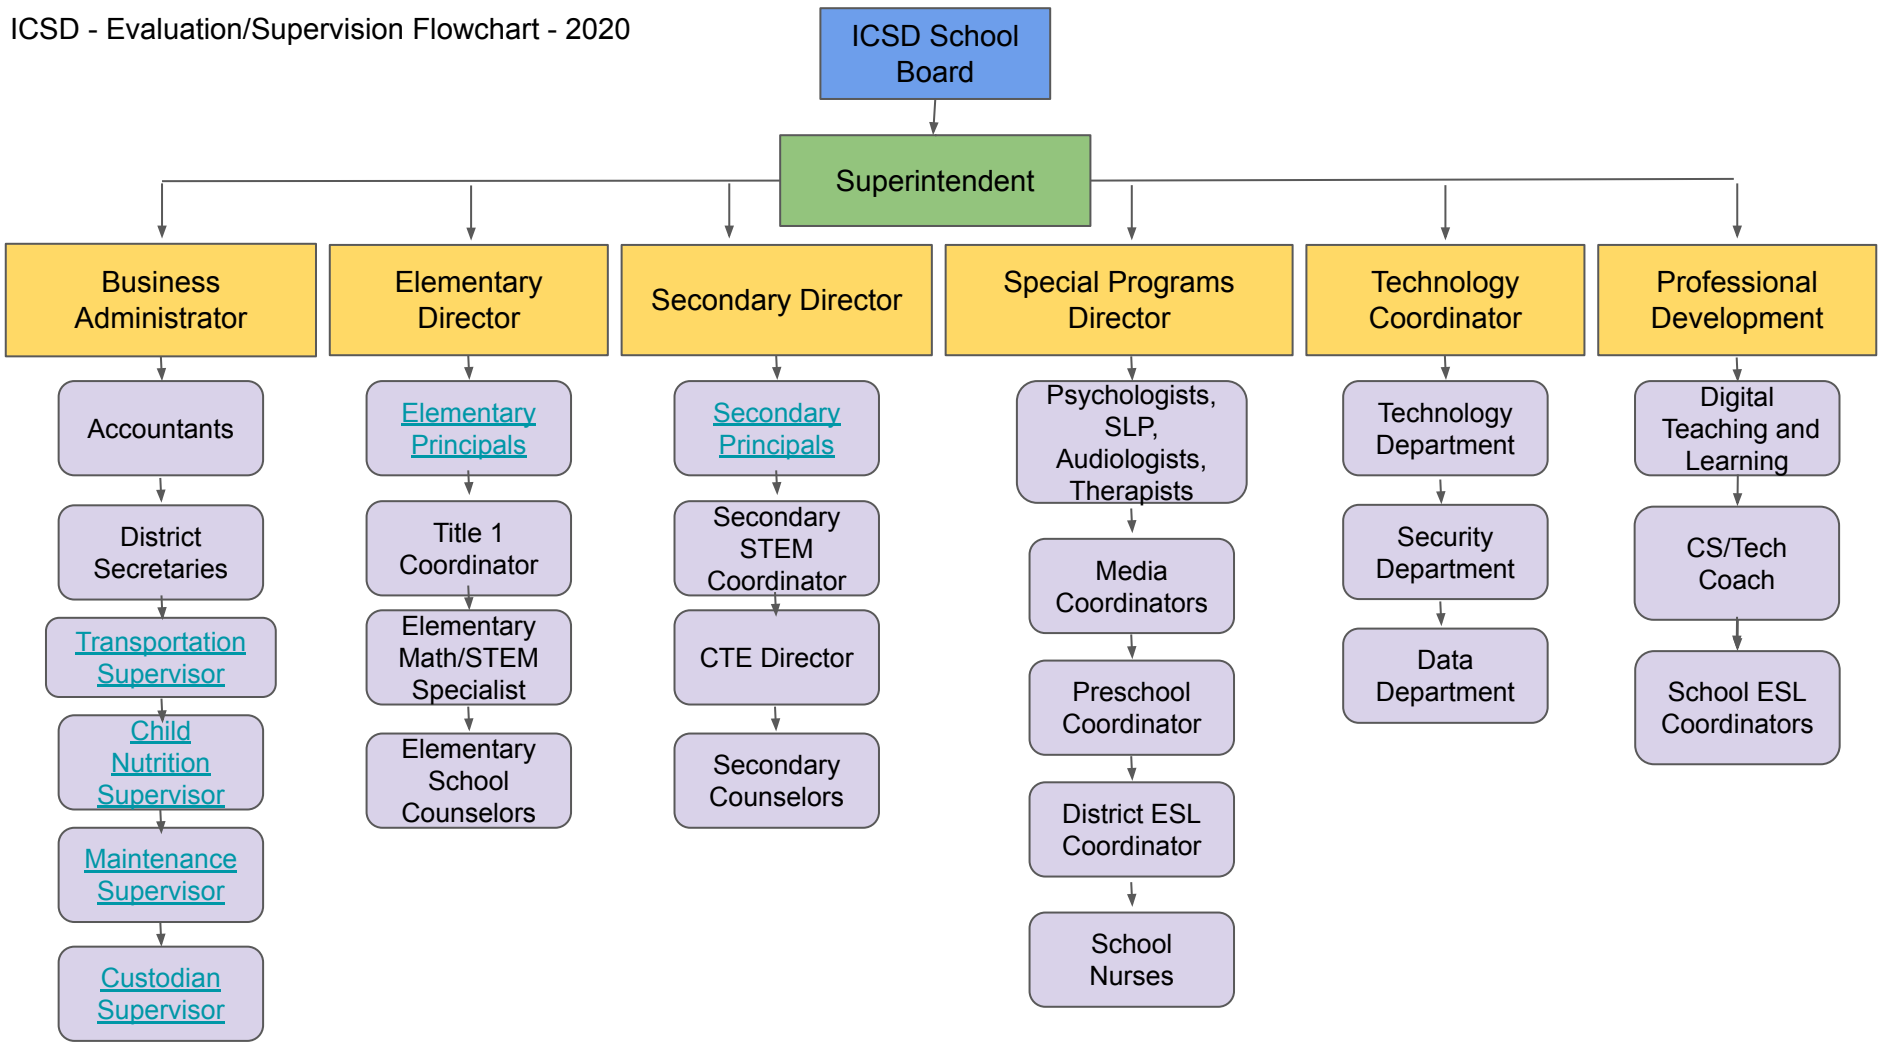 ICSD - Evaluation/Supervision Flowchart - 2020
ICSD School
Board
Superintendent
Business
Administrator
Elementary
Director
Secondary Director
Special Programs
Director
Technology
Coordinator
Professional
Development
Accountants
District
Secretaries
Transportation
Supervisor
Child
Nutrition
Supervisor
Maintenance
Supervisor
Custodian
Supervisor
Elementary
Principals
Title 1
Coordinator
Elementary
Math/STEM
Specialist
Elementary
School
Counselors
Secondary
Principals
Secondary
STEM
Coordinator
CTE Director
Secondary
Counselors
Psychologists,
SLP,
Audiologists,
Therapists
Media
Coordinators
Preschool
Coordinator
District ESL
Coordinator
School
Nurses
Technology
Department
Security
Department
Data
Department
Digital
Teaching and
Learning
CS/Tech
Coach
School ESL
Coordinators